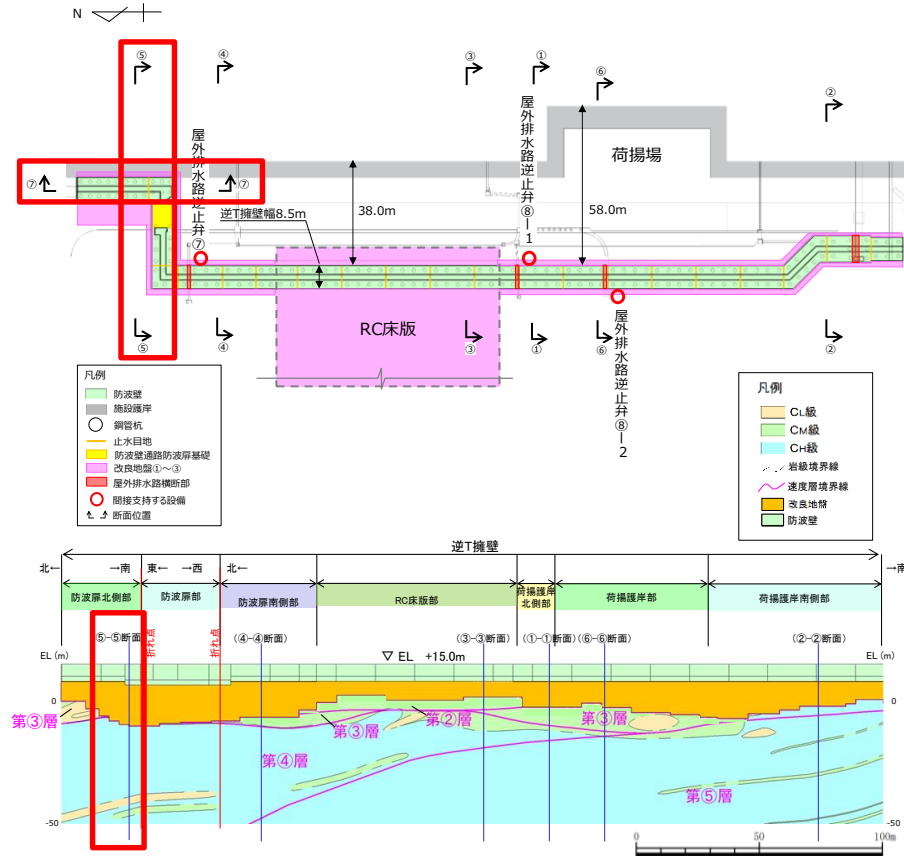 N
⑤
④
③
①
⑥
②
屋外排水路逆止弁⑦
屋外排水路逆止弁⑧－1
荷揚場
⑦
⑦
38.0m
58.0m
逆T擁壁幅8.5m
RC床版
屋外排水路逆止弁⑧－2
⑤
④
③
①
⑥
②
凡例
防波壁
施設護岸
鋼管杭
止水目地
防波壁通路防波扉基礎
改良地盤①～③
屋外排水路横断部
間接支持する設備
断面位置
凡例
CL級
CM級
CH級
岩級境界線
速度層境界線
改良地盤
防波壁
逆T擁壁
北←
→南
東←
→西
北←
→南
防波扉北側部
防波扉部
防波扉南側部
RC床版部
荷揚護岸北側部
荷揚護岸部
荷揚護岸南側部
(⑤-⑤断面)
折れ点
折れ点
(④-④断面)
(③-③断面)
(①-①断面)
(⑥-⑥断面)
(②-②断面)
EL (m)
▽ EL +15.0m
EL (m)
0
0
第③層
第③層
第②層
第③層
第④層
第⑤層
-50
-50
0
50
100m